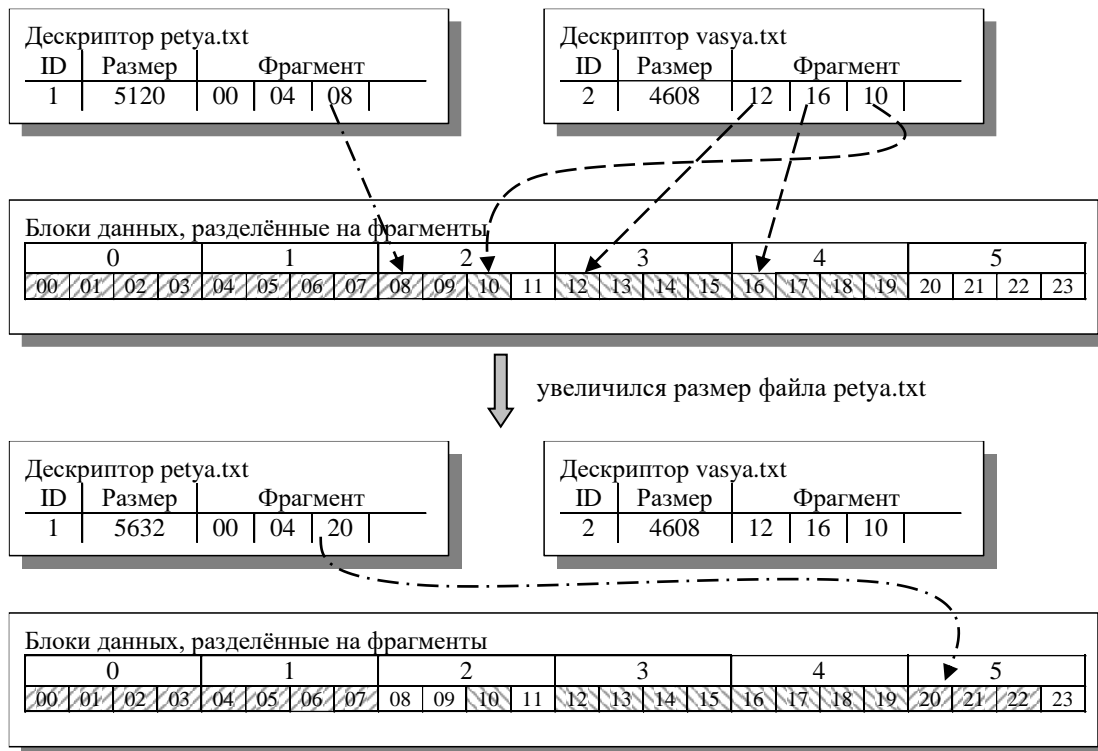 Дескриптор petya.txt
ID Размер Фрагмент
1 5120 00 04 08
Дескриптор vasya.txt
ID Размер Фрагмент
2 4608 12 16 10
Блоки данных, разделённые на фрагменты
0 1 2 3 4 5
00 01 02 03 04 05 06 07 08 09 10 11 12 13 14 15 16 17 18 19 20 21 22 23
увеличился размер файла petya.txt
Дескриптор petya.txt
ID Размер Фрагмент
1 5632 00 04 20
Дескриптор vasya.txt
ID Размер Фрагмент
2 4608 12 16 10
Блоки данных, разделённые на фрагменты
0 1 2 3 4 5
00 01 02 03 04 05 06 07 08 09 10 11 12 13 14 15 16 17 18 19 20 21 22 23